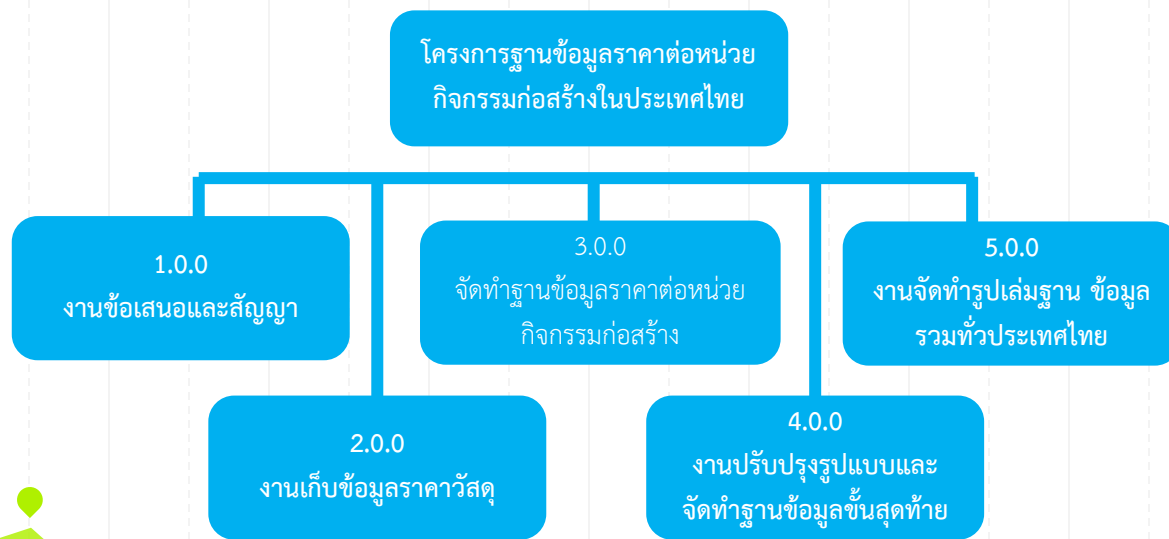 โครงการฐานข้อมูลราคาต่อหน่วย
กิจกรรมก่อสร้างในประเทศไทย
1.0.0
งานข้อเสนอและสัญญา
2.0.0
งานเก็บข้อมูลราคาวัสดุ
3.0.0
จัดทำฐานข้อมูลราคาต่อหน่วย
กิจกรรมก่อสร้าง
4.0.0
งานปรับปรุงรูปแบบและ
จัดทำฐานข้อมูลขั้นสุดท้าย
5.0.0
งานจัดทำรูปเล่มฐาน ข้อมูล
รวมทั่วประเทศไทย